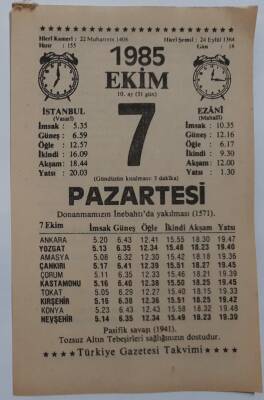 Hicrî Kamerî : 22 Muharrem 1406
Hızır : 155
Hicrî Şemsî : 24 Eylül 1364
Gün : 18
1985
EKİM
10. ay (31 gün)
7
(Gündüzün kısalması: 3 dakika)
İSTANBUL
(Vasatî)
İmsak : 5.35
Güneş : 6.59
Öğle : 12.57
İkindi : 16.09
Akşam : 18.44
Yatsı : 20.03
EZÂNÎ
(Mahallî)
İmsak : 10.35
Güneş : 12.16
Öğle : 6.17
İkindi : 9.30
Akşam : 12.00
Yatsı : 1.30
PAZARTESİ
Donanmamızın İnebahtı'da yakılması (1571).
7 Ekim İmsak Güneş Öğle İkindi Akşam Yatsı
ANKARA 5.20 6.43 12.41 15.55 18.30 19.47
YOZGAT 5.13 6.35 12.34 15.48 18.23 19.40
AMASYA 5.08 6.32 12.30 15.42 18.18 19.36
ÇANKIRI 5.17 6.41 12.39 15.51 18.27 19.45
ÇORUM 5.11 6.35 12.33 15.46 18.21 19.39
KASTAMONU 5.16 6.40 12.38 15.50 18.25 19.45
TOKAT 5.05 6.29 12.27 15.40 18.15 19.33
KIRŞEHİR 5.16 6.38 12.36 15.51 18.25 19.42
KONYA 5.23 6.43 12.43 15.58 18.32 19.48
NEVŞEHİR 5.14 6.35 12.34 15.49 18.23 19.39
Pasifik savaşı (1941).
Tozsuz Altın Tebeşirleri sağlığınızın dostudur.
★★★ Türkiye Gazetesi Takvimi ★★★